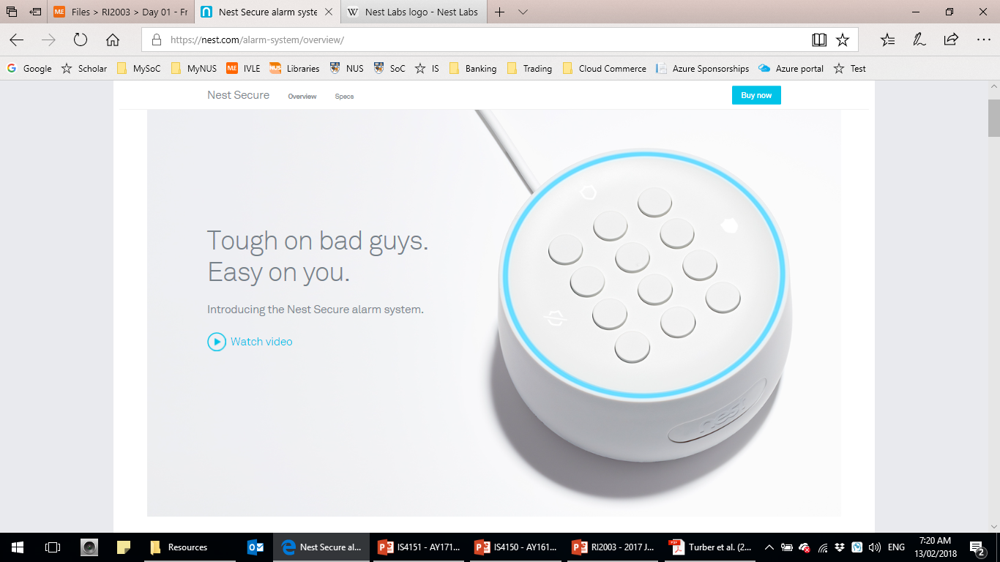 ME Files > RI2003 > Day 01 - Fr
Nest Secure alarm syste
W Nest Labs logo - Nest Labs
https://nest.com/alarm-system/overview/
Google Scholar MySoC MyNUS ME IVLE NUS Libraries NUS SoC IS Banking Trading Cloud Commerce Azure Sponsorships Azure portal Test
Nest Secure Overview Specs Buy now
Tough on bad guys.
Easy on you.
Introducing the Nest Secure alarm system.
Watch video
nest
Resources Nest Secure al... IS4151 - AY171... IS4150 - AY161... RI2003 - 2017 J... Turber et al. (2... ENG 7:20 AM
13/02/2018 2